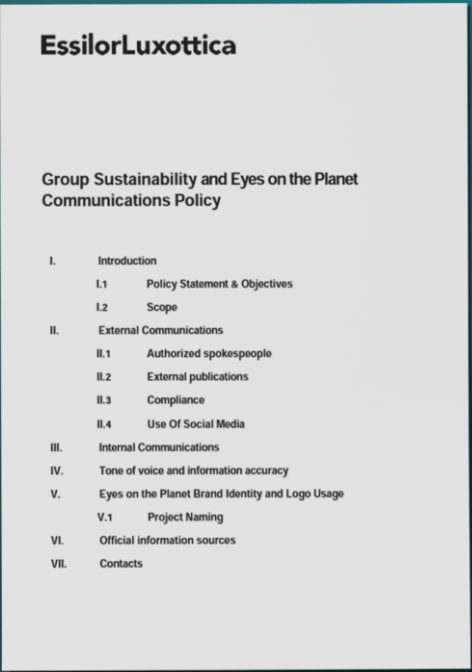 EssilorLuxottica
Group Sustainability and Eyes on the Planet
Communications Policy
I. Introduction
I.1 Policy Statement & Objectives
I.2 Scope
II. External Communications
II.1 Authorized spokespeople
II.2 External publications
II.3 Compliance
II.4 Use Of Social Media
III. Internal Communications
IV. Tone of voice and information accuracy
V. Eyes on the Planet Brand Identity and Logo Usage
V.1 Project Naming
VI. Official information sources
VII. Contacts